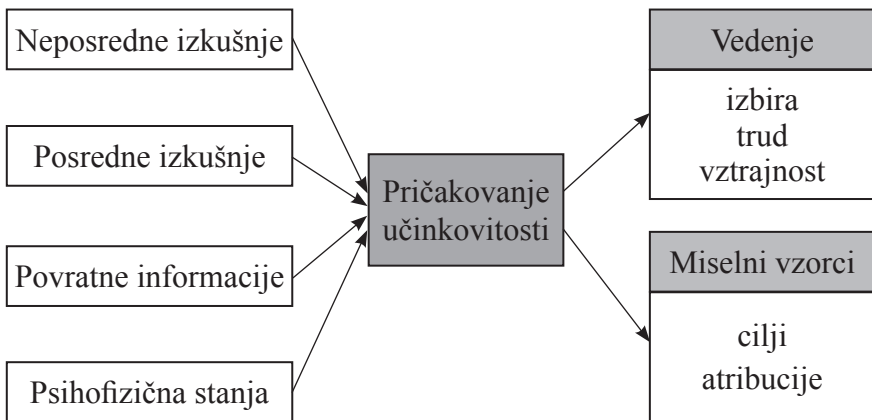 Neposredne izkušnje
Posredne izkušnje
Povratne informacije
Psihofizična stanja
Pričakovanje
učinkovitosti
Vedenje
izbira
trud
vztrajnost
Miselni vzorci
cilji
atribucije